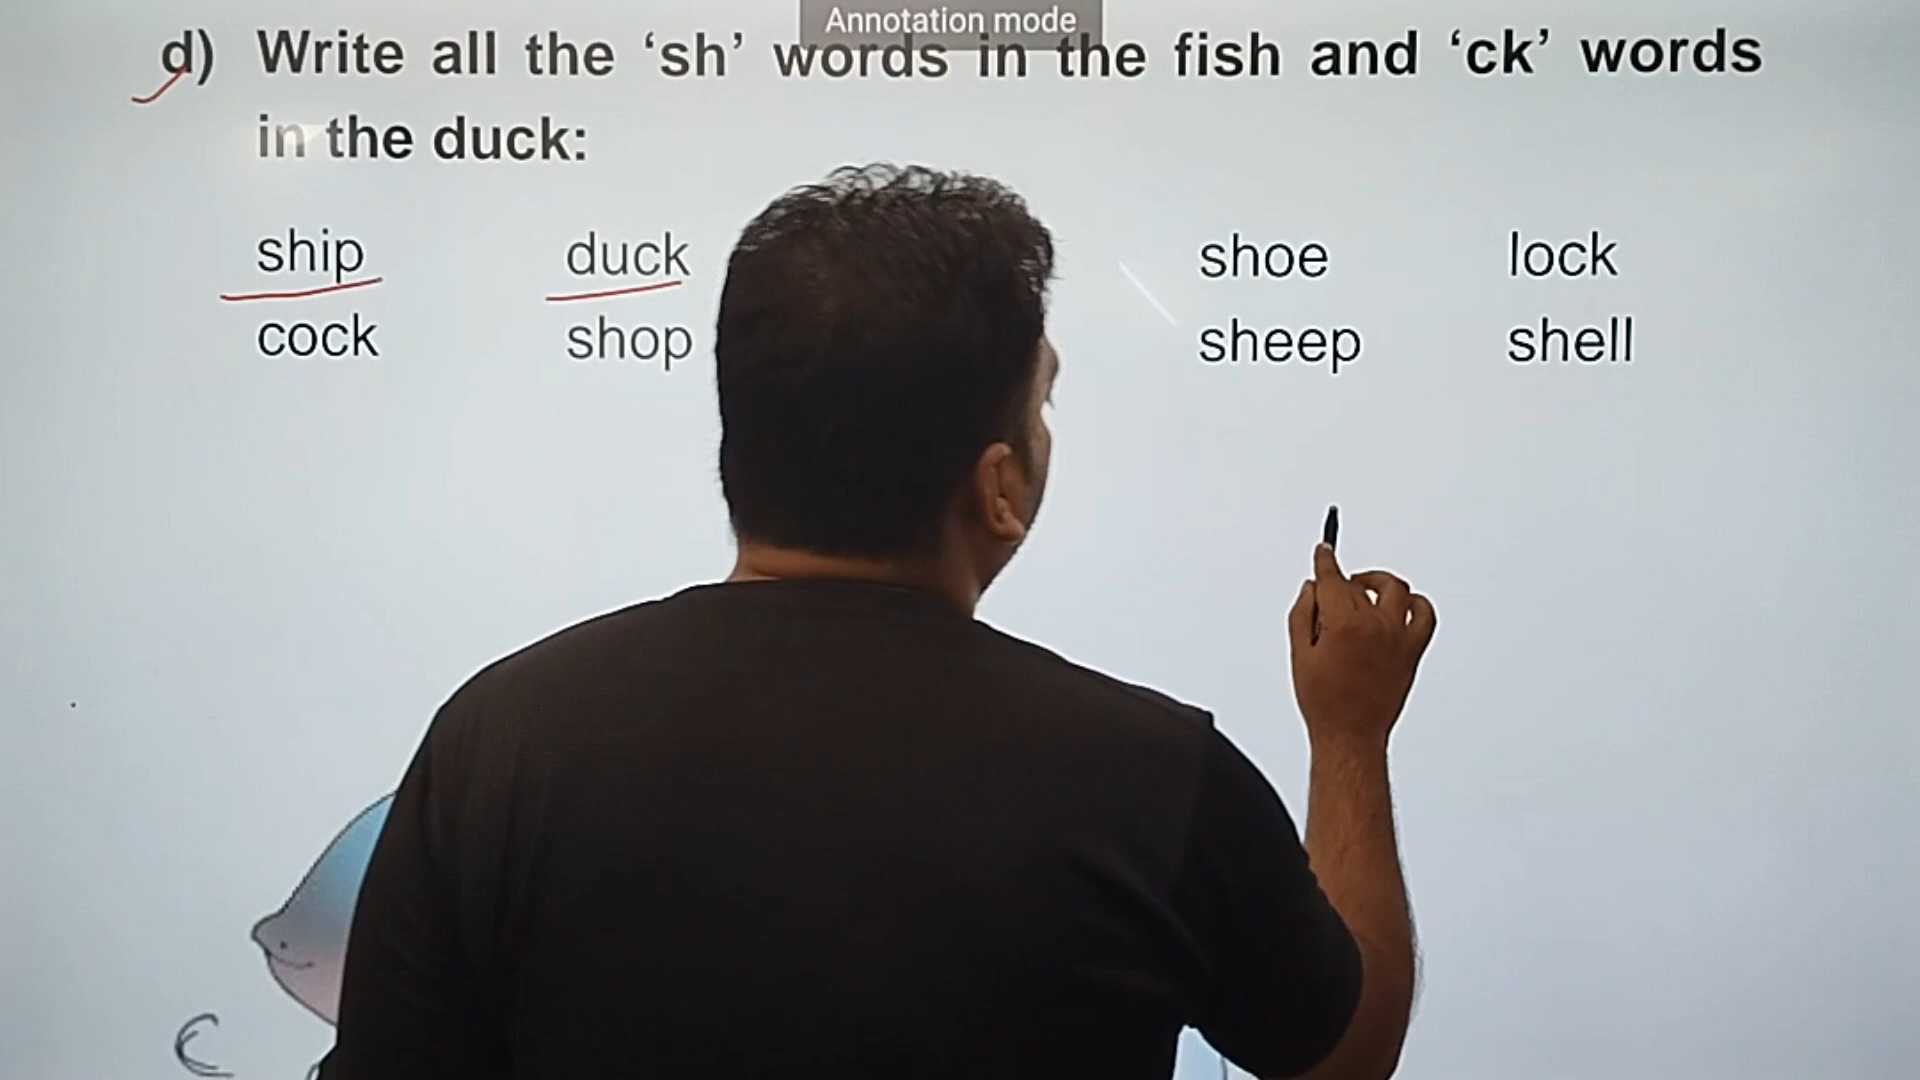 Annotation mode
d) Write all the ‘sh’ words in the fish and ‘ck’ words
in the duck:
ship duck shoe lock
cock shop sheep shell